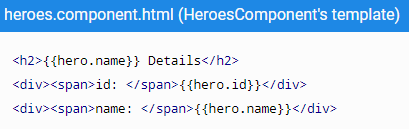 heroes.component.html (HeroesComponent's template)
<h2>{{hero.name}} Details</h2>
<div><span>id: </span>{{hero.id}}</div>
<div><span>name: </span>{{hero.name}}</div>